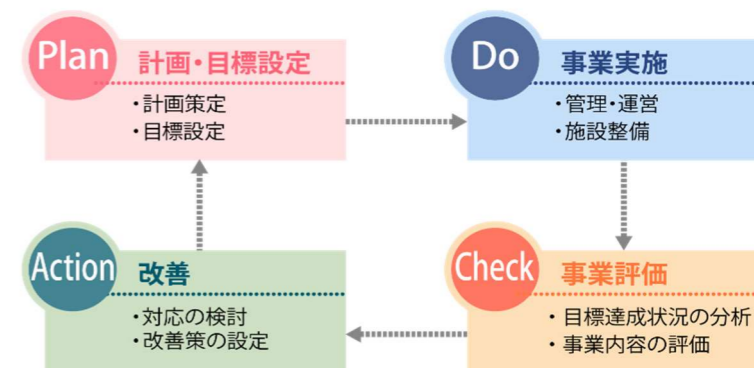 Plan
計画・目標設定
・計画策定
・目標設定
Do
事業実施
・管理・運営
・施設整備
Action
改善
・対応の検討
・改善策の設定
Check
事業評価
・目標達成状況の分析
・事業内容の評価